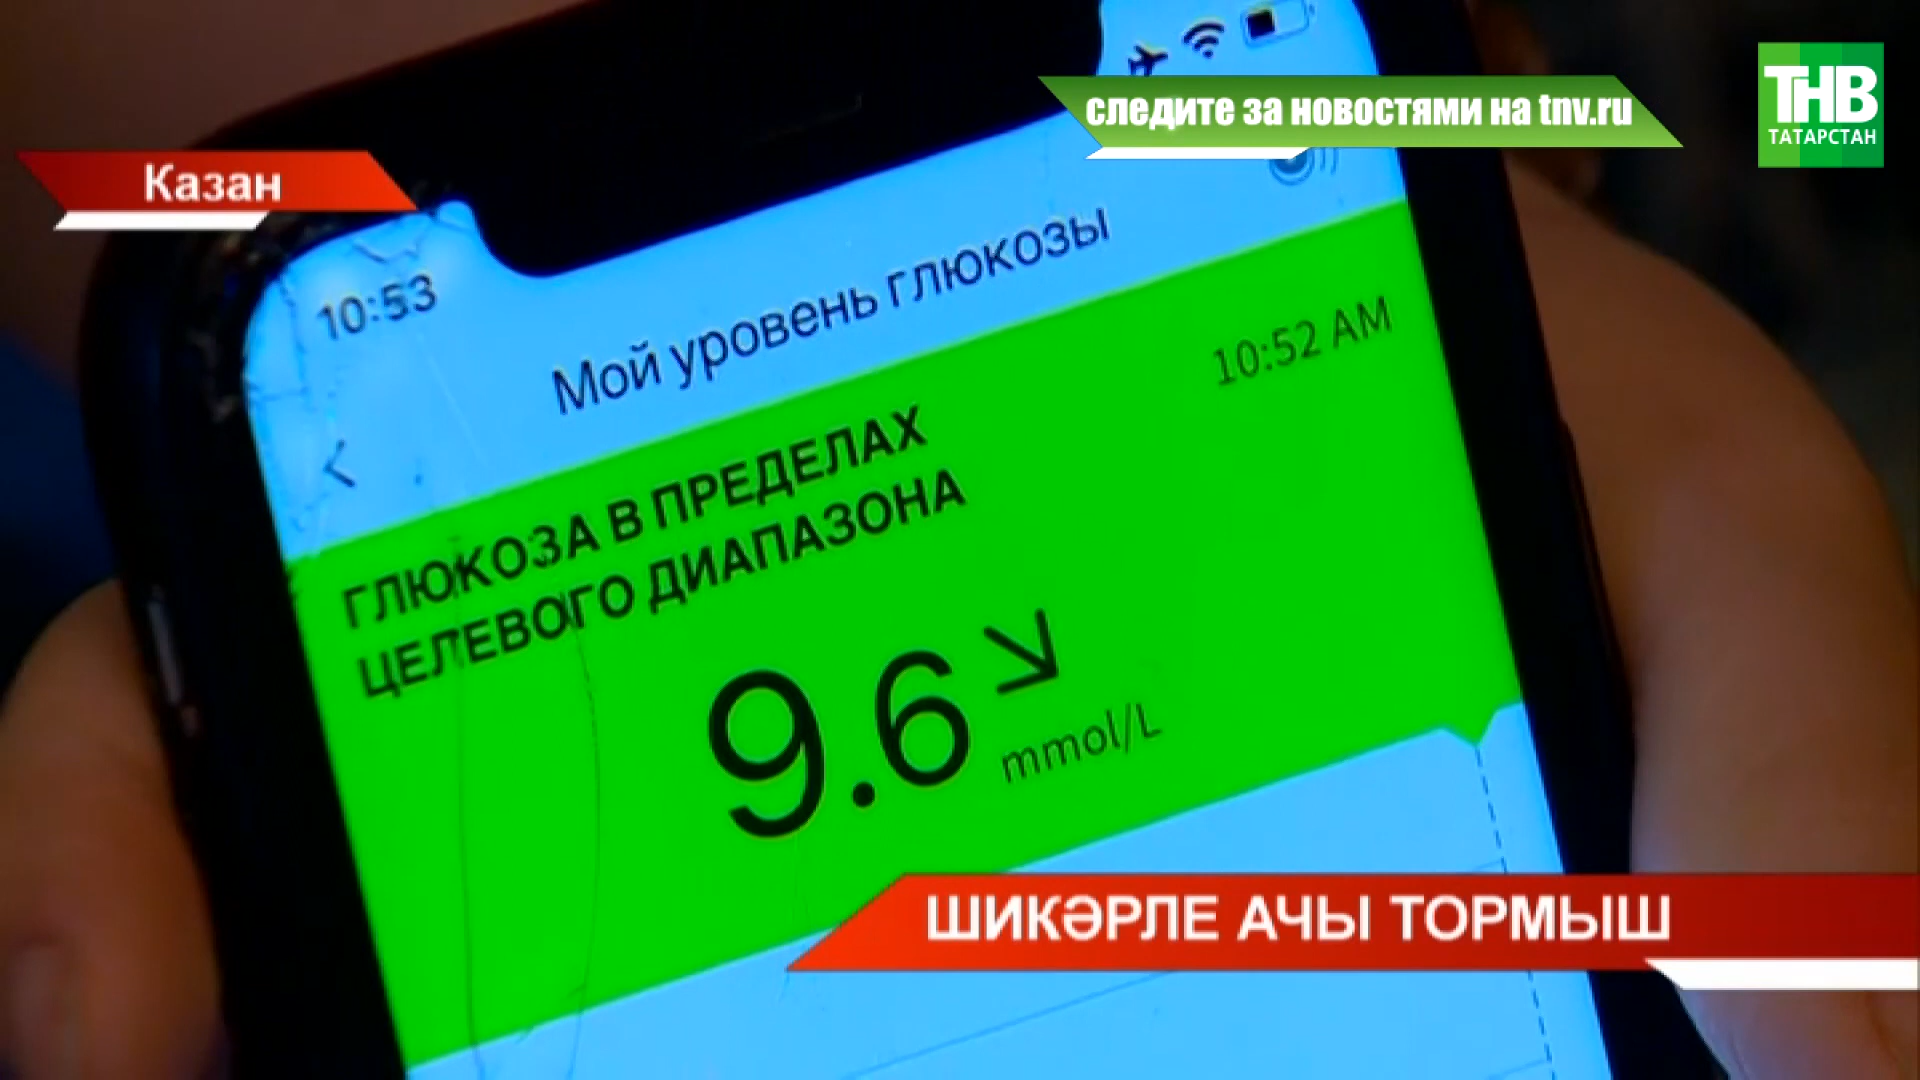 следите за новостями на tnv.ru
ТНВ
ТАТАРСТАН
Казан
10:53
Мой уровень глюкозы
10:52 AM
ГЛЮКОЗА В ПРЕДЕЛАХ
ЦЕЛЕВОГО ДИАПАЗОНА
9.6
mmol/L
ШИКӘРЛЕ АЧЫ ТОРМЫШ